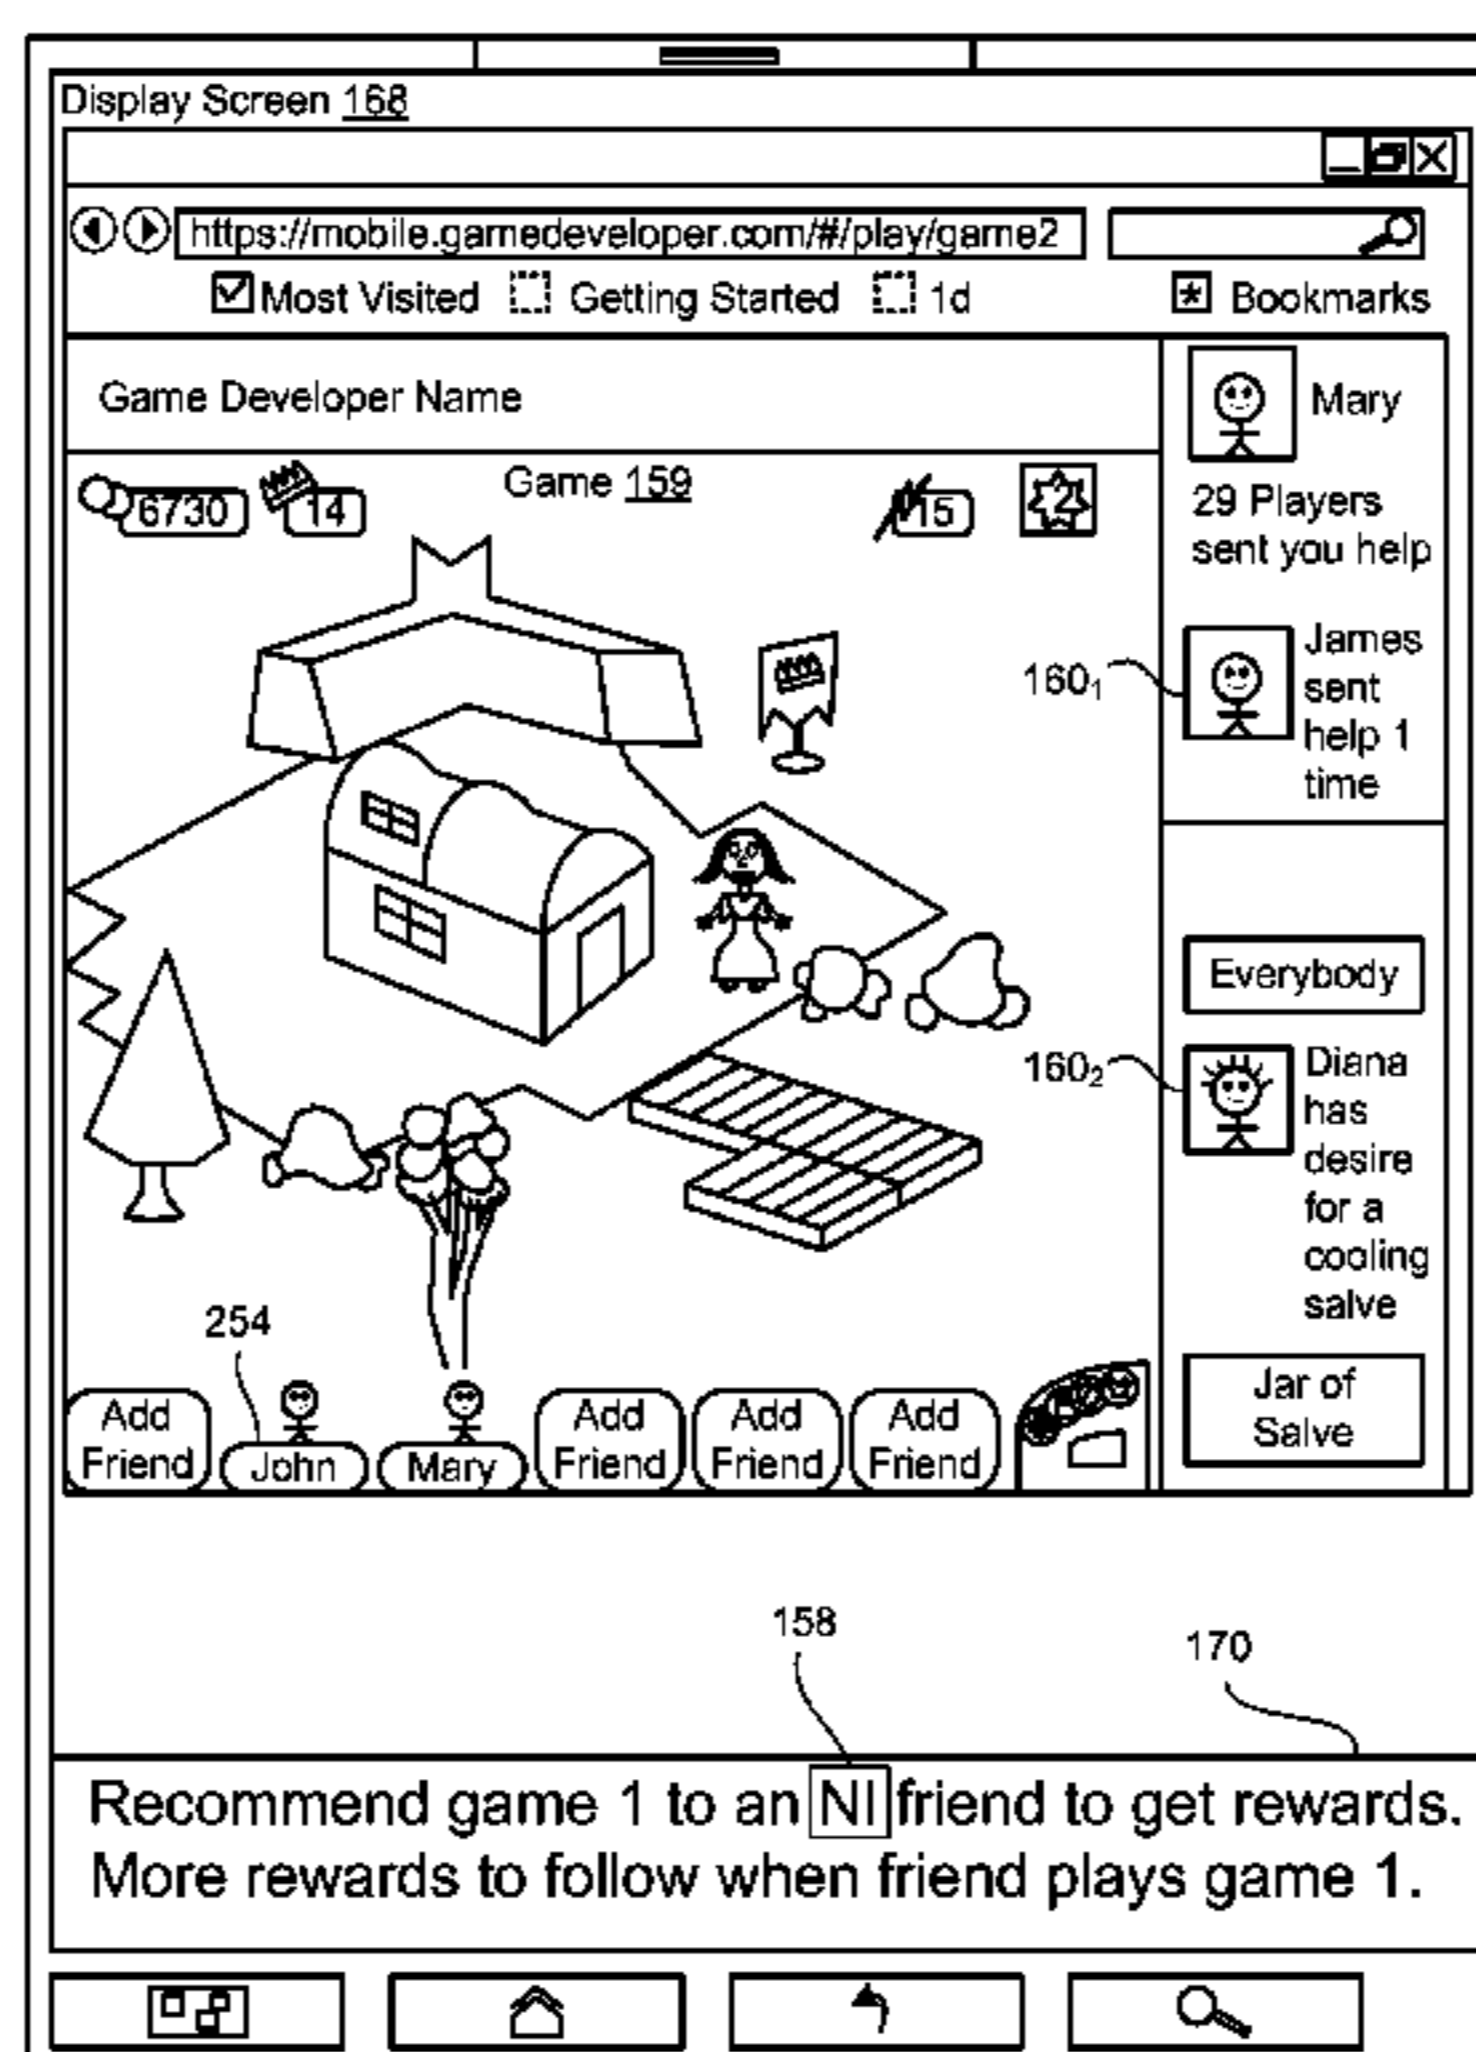 Display Screen 168
https://mobile.gamedeveloper.com/#/play/game2
Most Visited Getting Started 1d Bookmarks
Game Developer Name
Mary
6730 14 Game 159 15 2
29 Players
sent you help
160₁
James
sent
help 1
time
Everybody
160₂
Diana
has
desire
for a
cooling
salve
254
Add
Friend
John
Mary
Add
Friend
Add
Friend
Add
Friend
Jar of
Salve
158
170
Recommend game 1 to an NI friend to get rewards.
More rewards to follow when friend plays game 1.